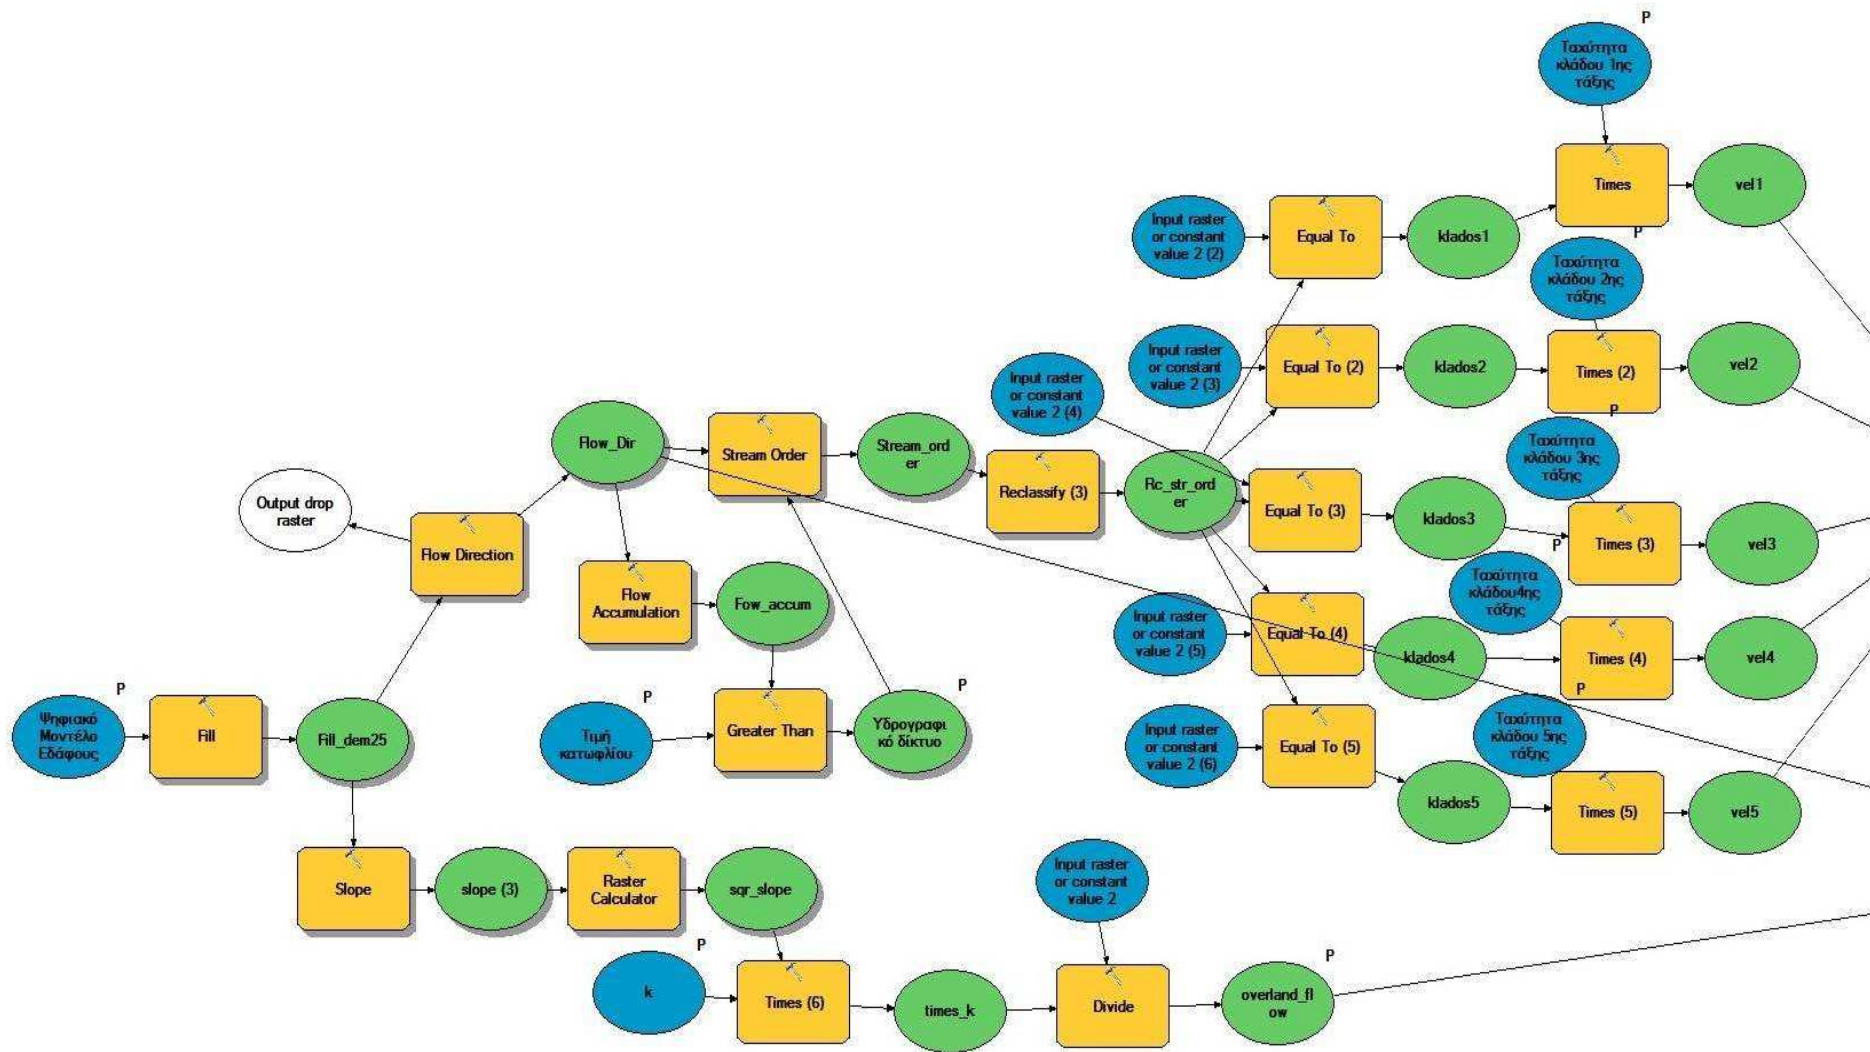 P
Ταχύτητα
κλάδου 1ης
τάξης
Times
vel1
Input raster
or constant
value 2 (2)
Equal To
klados1
P
Ταχύτητα
κλάδου 2ης
τάξης
Input raster
or constant
value 2 (3)
Equal To (2)
klados2
Times (2)
vel2
Input raster
or constant
value 2 (4)
P
Ταχύτητα
κλάδου 3ης
τάξης
Flow_Dir
Stream Order
Stream_ord
er
Reclassify (3)
Rc_str_ord
er
Equal To (3)
klados3
Times (3)
vel3
Output drop
raster
Flow Direction
P
Ταχύτητα
κλάδου4ης
τάξης
Flow
Accumulation
Fow_accum
Input raster
or constant
value 2 (5)
Equal To (4)
klados4
Times (4)
vel4
P
Ψηφιακό
Μοντέλο
Εδάφους
Fill
Fill_dem25
P
Τιμή
κατωφλίου
Greater Than
P
Υδρογραφι
κό δίκτυο
Input raster
or constant
value 2 (6)
Equal To (5)
P
Ταχύτητα
κλάδου 5ης
τάξης
klados5
Times (5)
vel5
Slope
slope (3)
Raster
Calculator
sqr_slope
Input raster
or constant
value 2
P
k
Times (6)
times_k
Divide
P
overland_fl
ow